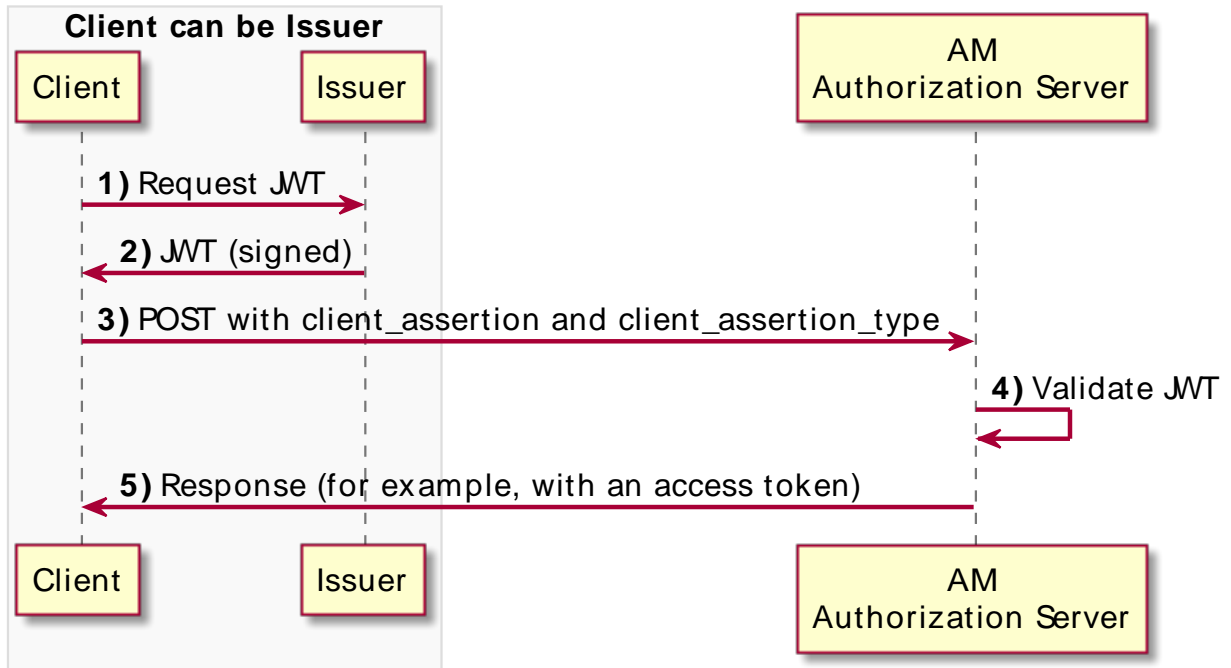 Client can be Issuer
Client
Issuer
AM
Authorization Server
1) Request JWT
2) JWT (signed)
3) POST with client_assertion and client_assertion_type
4) Validate JWT
5) Response (for example, with an access token)
Client
Issuer
AM
Authorization Server